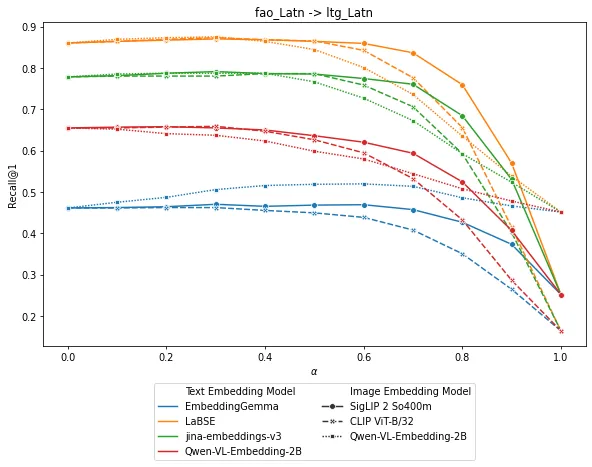 fao_Latn -> ltg_Latn
Recall@1
0.9
0.8
0.7
0.6
0.5
0.4
0.3
0.2
0.0 0.2 0.4 0.6 0.8 1.0
α
Text Embedding Model Image Embedding Model
EmbeddingGemma SigLIP 2 So400m
LaBSE CLIP ViT-B/32
jina-embeddings-v3 Qwen-VL-Embedding-2B
Qwen-VL-Embedding-2B